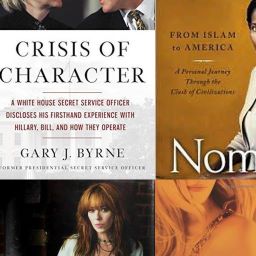 CRISIS OF
CHARACTER
A WHITE HOUSE SECRET SERVICE OFFICER
DISCLOSES HIS FIRSTHAND EXPERIENCE WITH
HILLARY, BILL, AND HOW THEY OPERATE
GARY J. BYRNE
FORMER PRESIDENTIAL SECRET SERVICE OFFICER
FROM ISLAM
to AMERICA
A Personal Journey
Through the
Clash of Civilizations
Nom